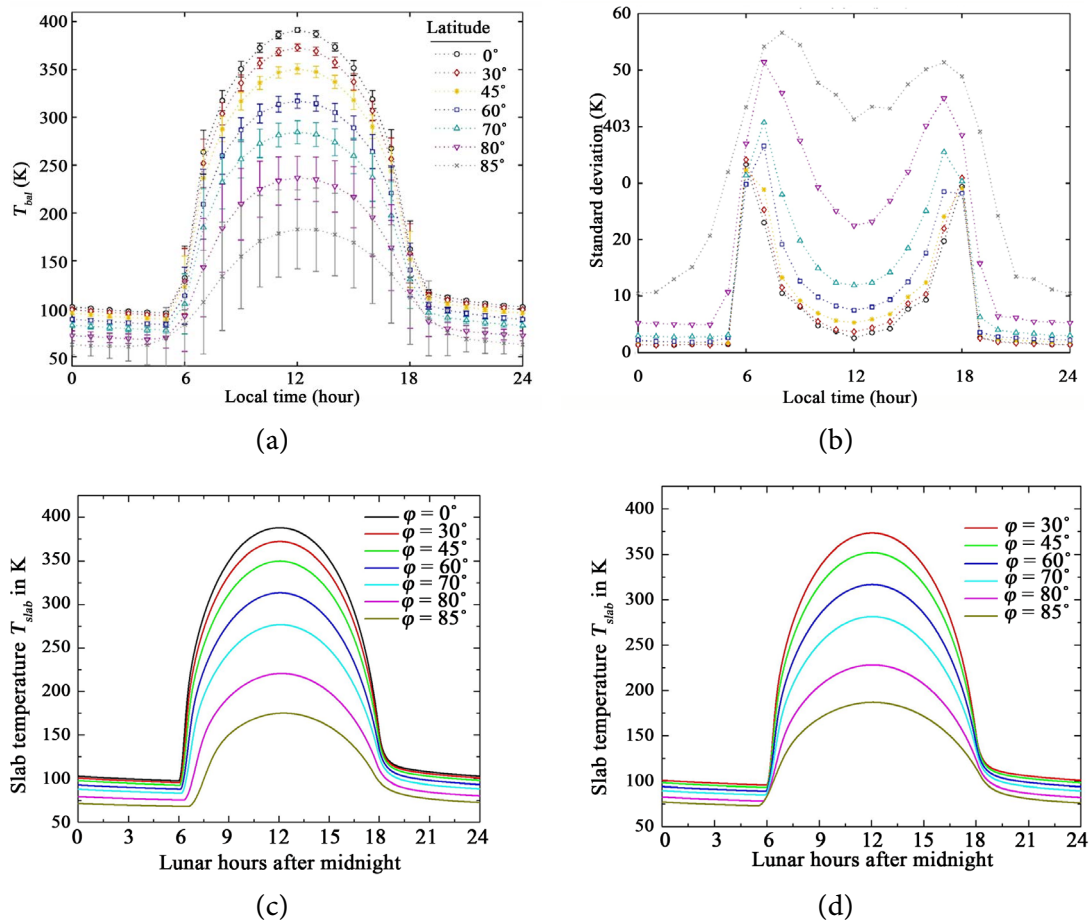 400
350
300
250
200
150
100
50
T_bal (K)
Latitude
0°
30°
45°
60°
70°
80°
85°
0
6
12
18
24
Local time (hour)
(a)
60
50
403
0
20
10
0
Standard deviation (K)
0
6
12
18
24
Local time (hour)
(b)
400
350
300
250
200
150
100
50
Slab temperature T_slab in K
φ = 0°
φ = 30°
φ = 45°
φ = 60°
φ = 70°
φ = 80°
φ = 85°
0 3 6 9 12 15 18 21 24
Lunar hours after midnight
(c)
400
350
300
250
200
150
100
50
Slab temperature T_slab in K
φ = 30°
φ = 45°
φ = 60°
φ = 70°
φ = 80°
φ = 85°
0 3 6 9 12 15 18 21 24
Lunar hours after midnight
(d)